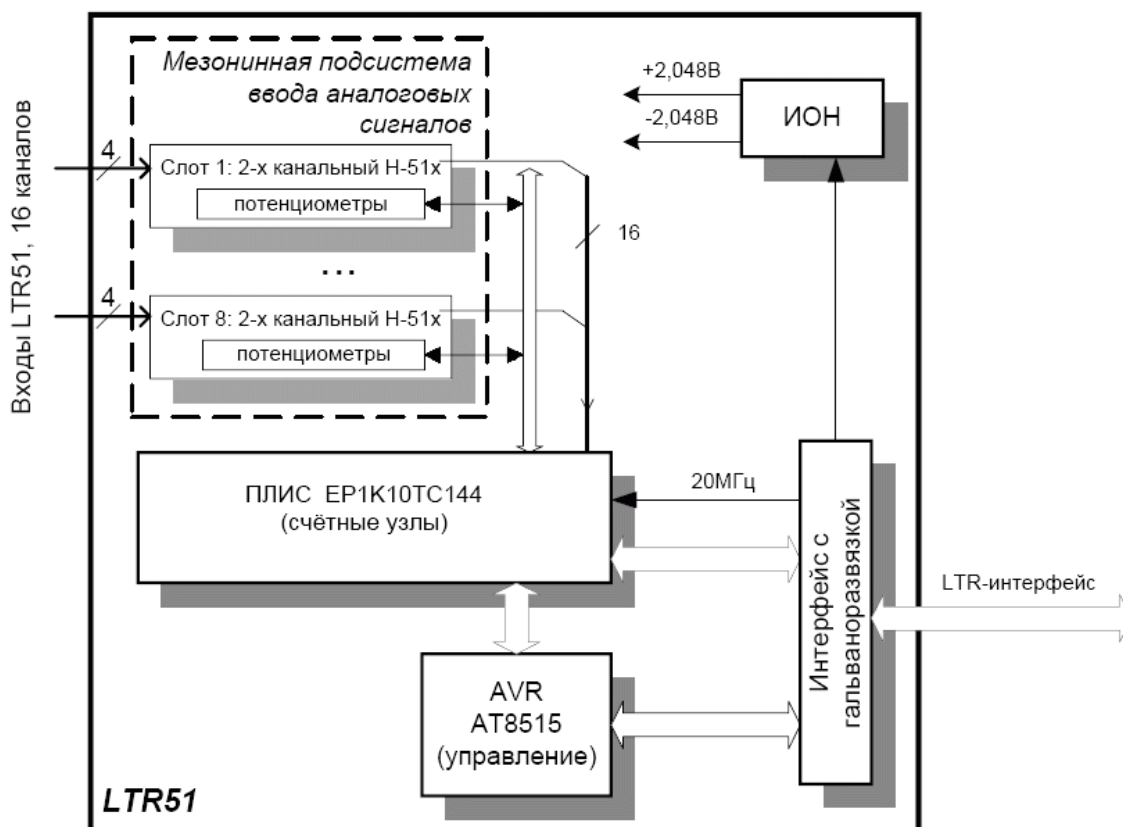 Мезонинная подсистема
ввода аналоговых
сигналов
+2,048В
-2,048В
ИОН
Входы LTR51, 16 каналов
4
Слот 1: 2-х канальный Н-51х
потенциометры
16
...
4
Слот 8: 2-х канальный Н-51х
потенциометры
ПЛИС EP1K10TC144
(счётные узлы)
20МГц
Интерфейс с
гальваноразвязкой
LTR-интерфейс
AVR
AT8515
(управление)
LTR51